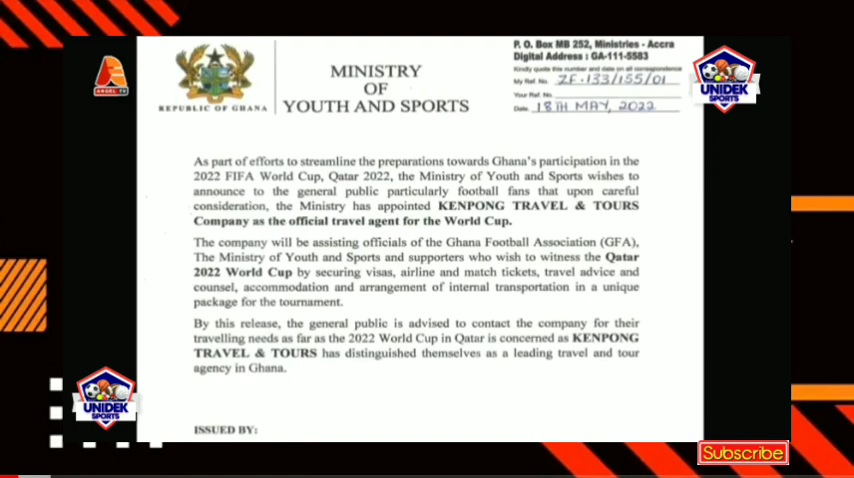 ANGEL TV
REPUBLIC OF GHANA
MINISTRY
OF
YOUTH AND SPORTS
P. O. Box MB 252, Ministries - Accra
Digital Address : GA-111-5583
Kindly quote this number and date on all correspondence
My Ref. No. ZF.133/155/01
Your Ref. No.
Date. 18TH MAY, 2022
UNIDEK
SPORTS
As part of efforts to streamline the preparations towards Ghana's participation in the
2022 FIFA World Cup, Qatar 2022, the Ministry of Youth and Sports wishes to
announce to the general public particularly football fans that upon careful
consideration, the Ministry has appointed KENPONG TRAVEL & TOURS
Company as the official travel agent for the World Cup.
The company will be assisting officials of the Ghana Football Association (GFA),
The Ministry of Youth and Sports and supporters who wish to witness the Qatar
2022 World Cup by securing visas, airline and match tickets, travel advice and
counsel, accommodation and arrangement of internal transportation in a unique
package for the tournament.
By this release, the general public is advised to contact the company for their
travelling needs as far as the 2022 World Cup in Qatar is concerned as KENPONG
TRAVEL & TOURS has distinguished themselves as a leading travel and tour
agency in Ghana.
UNIDEK
SPORTS
ISSUED BY:
Subscribe